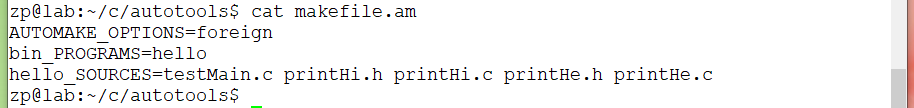 zp@lab:~/c/autotools$ cat makefile.am
AUTOMAKE_OPTIONS=foreign
bin_PROGRAMS=hello
hello_SOURCES=testMain.c printHi.h printHi.c printHe.h printHe.c
zp@lab:~/c/autotools$